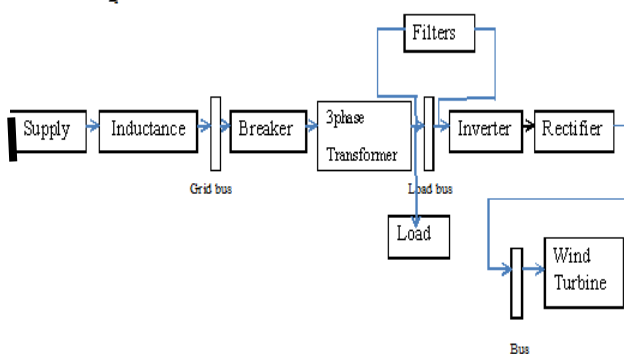 Filters
Supply
Inductance
Breaker
3phase
Transformer
Inverter
Rectifier
Grid bus
Load bus
Load
Wind
Turbine
Bus